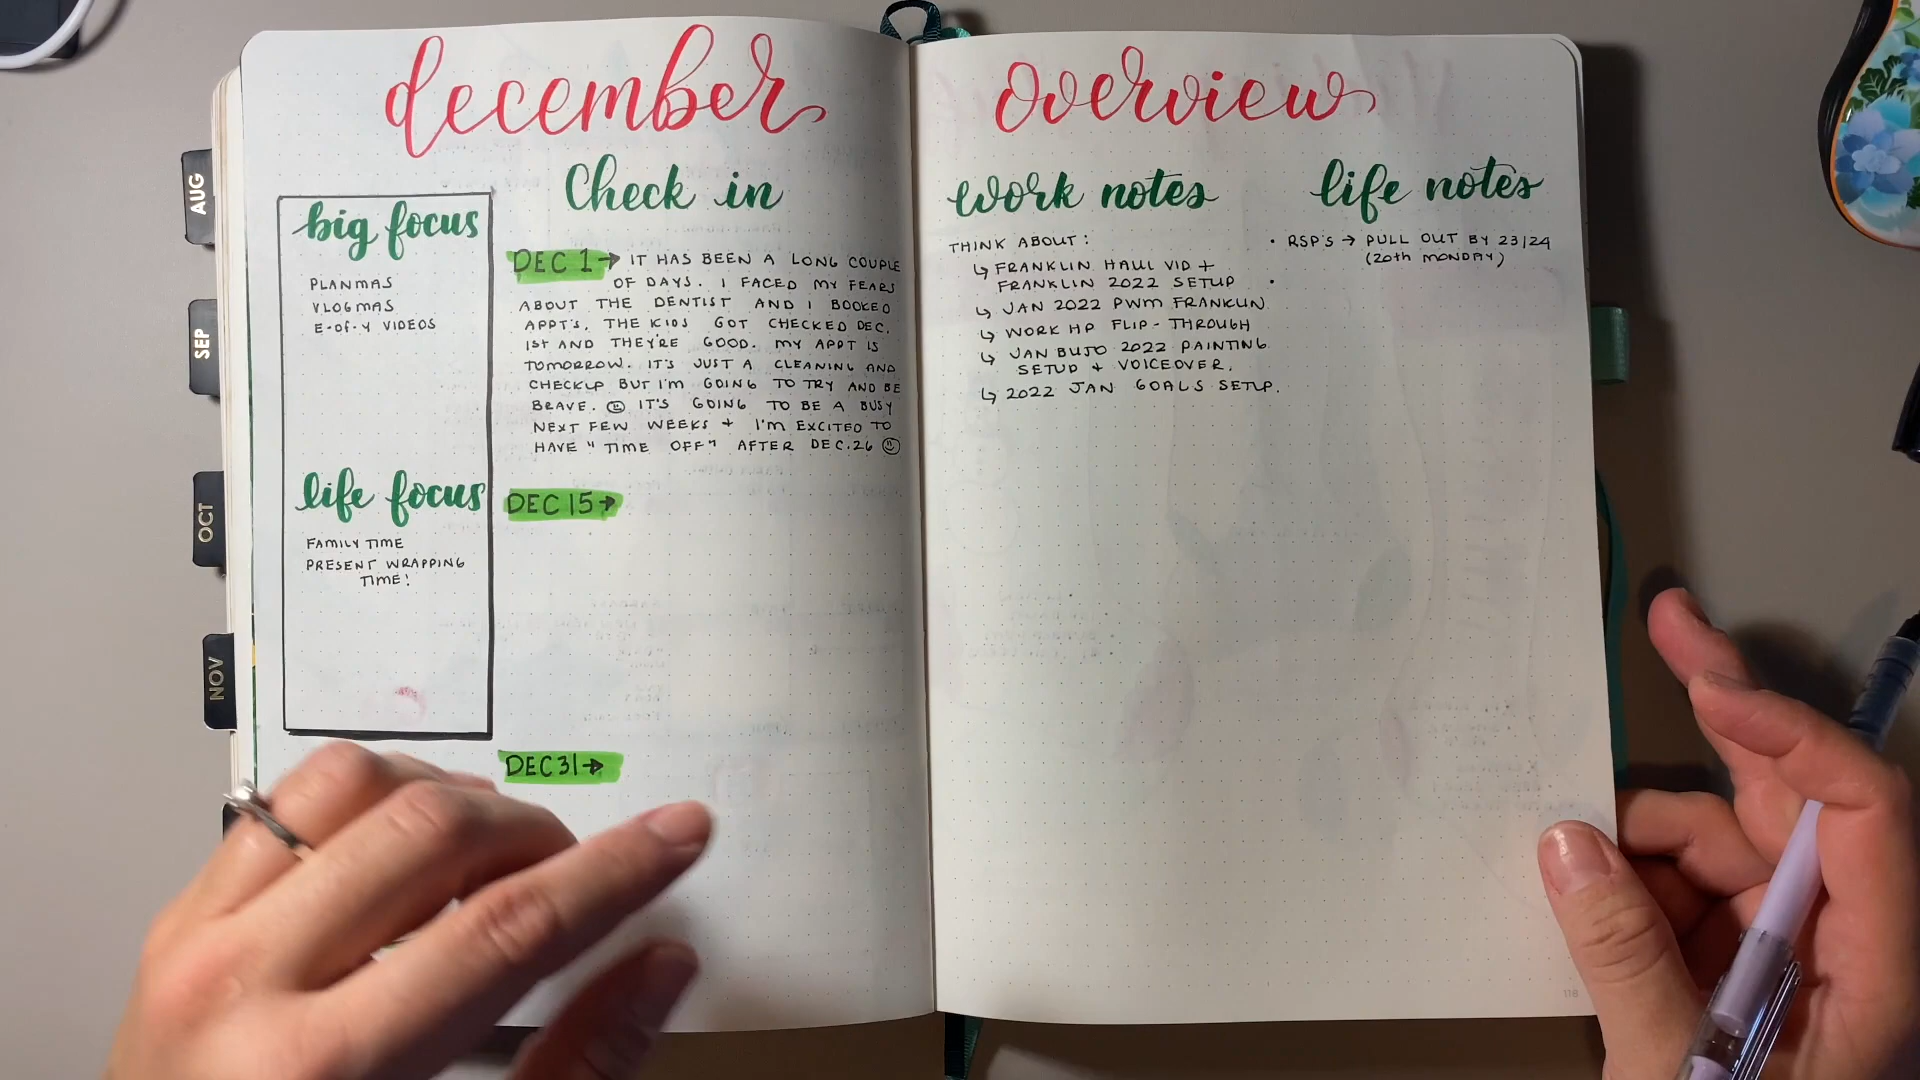 december overview
AUG
SEP
OCT
NOV
big focus
PLANMAS
VLOGMAS
E-OF-Y VIDEOS
life focus
FAMILY TIME
PRESENT WRAPPING
TIME!
Check in
DEC 1 → IT HAS BEEN A LONG COUPLE
OF DAYS. I FACED MY FEARS
ABOUT THE DENTIST AND I BOOKED
APPT'S. THE KIDS GOT CHECKED DEC.
1ST AND THEY'RE GOOD. MY APPT IS
TOMORROW. IT'S JUST A CLEANING AND
CHECKUP BUT I'M GOING TO TRY AND BE
BRAVE. ☺ IT'S GOING TO BE A BUSY
NEXT FEW WEEKS + I'M EXCITED TO
HAVE "TIME OFF" AFTER DEC.26 ☺
DEC 15 →
DEC 31 →
work notes
THINK ABOUT:
↳ FRANKLIN HAUL VID +
FRANKLIN 2022 SETUP
↳ JAN 2022 PWM FRANKLIN
↳ WORK HP FLIP-THROUGH
↳ JAN BUJO 2022 PAINTING
SETUP + VOICEOVER.
↳ 2022 JAN GOALS SETUP.
life notes
• RSP'S → PULL OUT BY 23/24
(20th MONDAY)
•
118